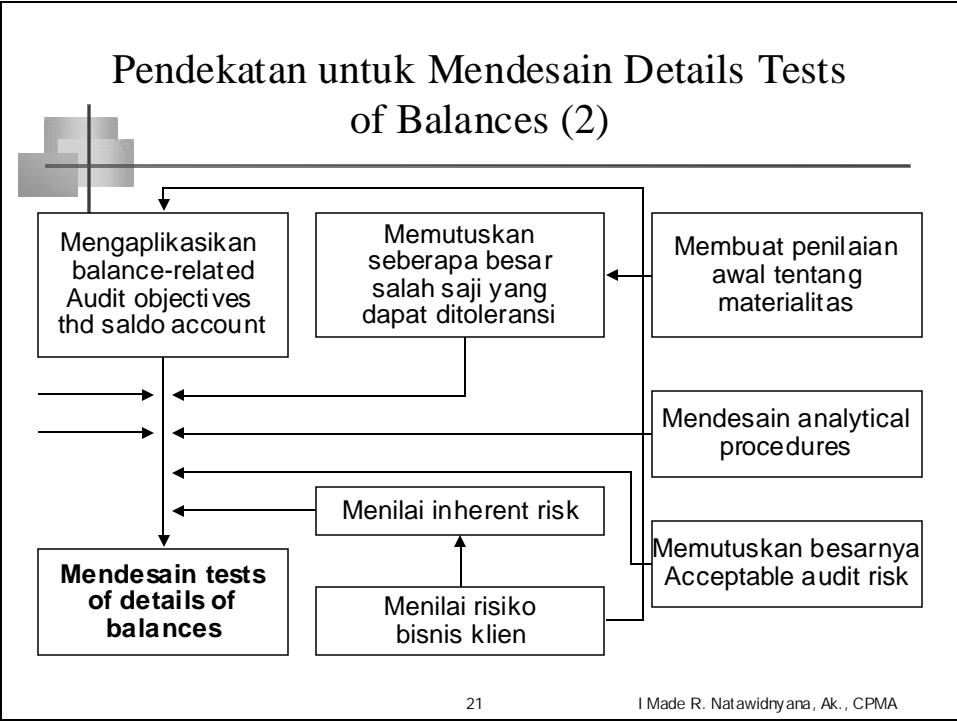 Pendekatan untuk Mendesain Details Tests
of Balances (2)
Mengaplikasikan
balance-related
Audit objectives
thd saldo account
Memutuskan
seberapa besar
salah saji yang
dapat ditoleransi
Membuat penilaian
awal tentang
materialitas
Mendesain analytical
procedures
Menilai inherent risk
Memutuskan besarnya
Acceptable audit risk
Mendesain tests
of details of
balances
Menilai risiko
bisnis klien
21
I Made R. Natawidnyana, Ak., CPMA